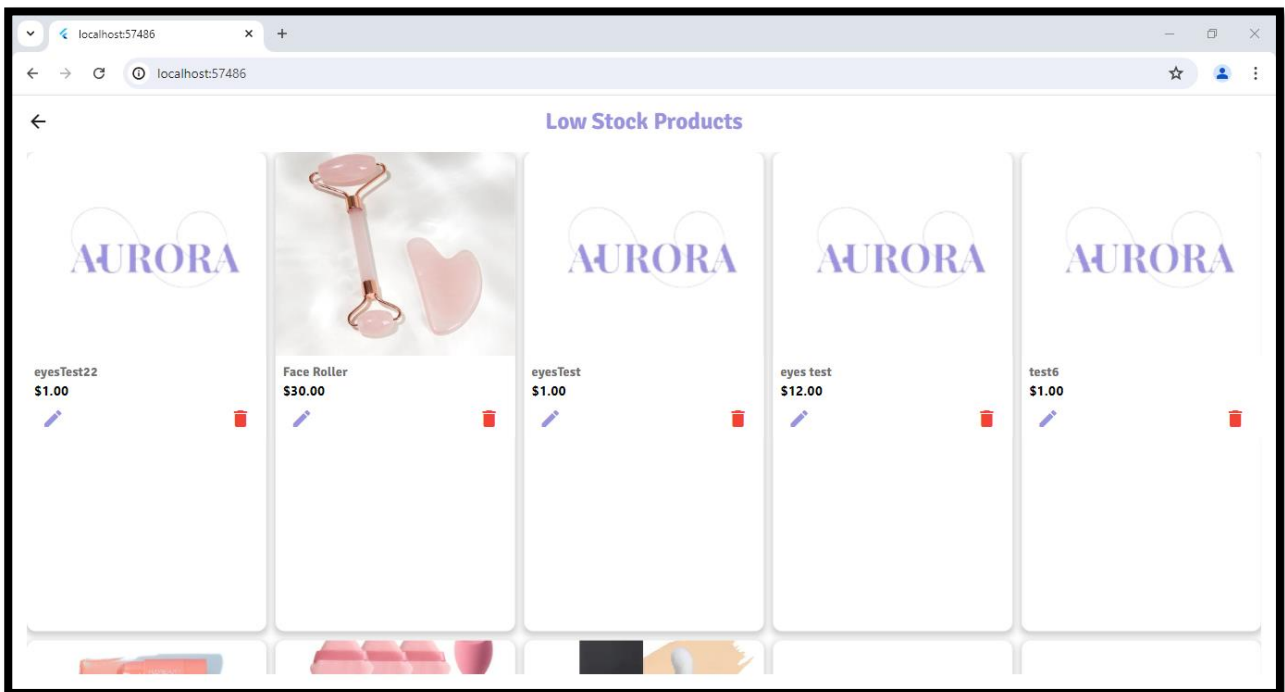 localhost:57486
localhost:57486
Low Stock Products
AURORA
AURORA
AURORA
AURORA
eyesTest22
$1.00
Face Roller
$30.00
eyesTest
$1.00
eyes test
$12.00
test6
$1.00